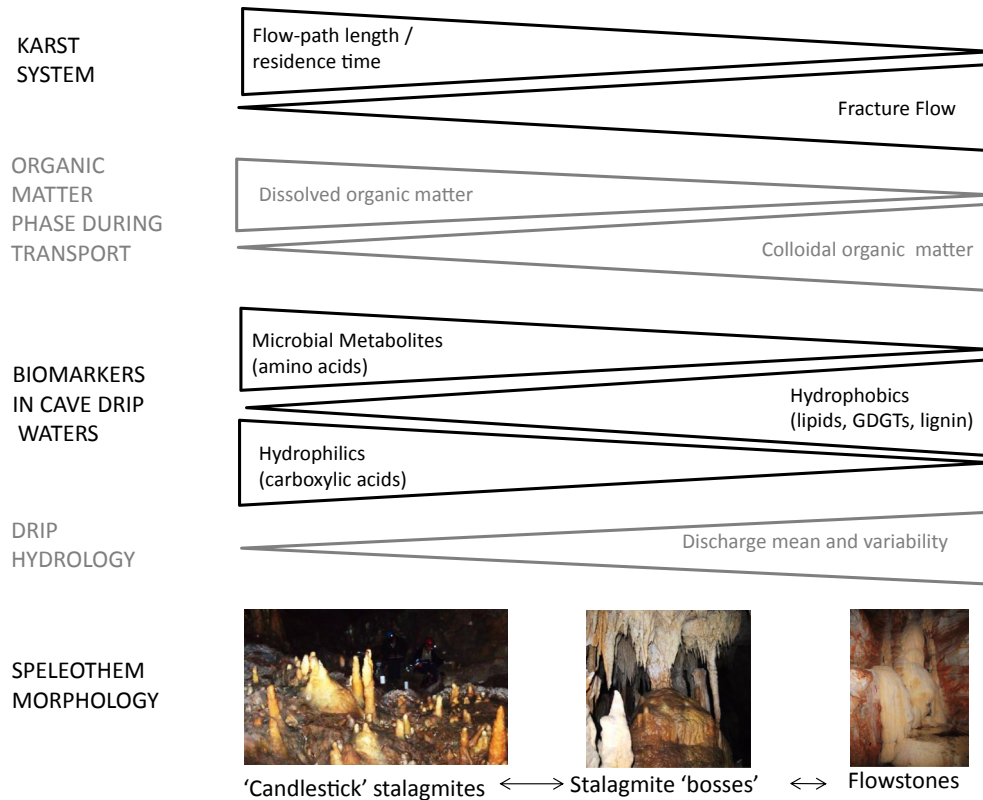 KARST
SYSTEM
Flow-path length /
residence time
Fracture Flow
ORGANIC
MATTER
PHASE DURING
TRANSPORT
Dissolved organic matter
Colloidal organic matter
BIOMARKERS
IN CAVE DRIP
WATERS
Microbial Metabolites
(amino acids)
Hydrophobics
(lipids, GDGTs, lignin)
Hydrophilics
(carboxylic acids)
DRIP
HYDROLOGY
Discharge mean and variability
SPELEOTHEM
MORPHOLOGY
'Candlestick' stalagmites
Stalagmite 'bosses'
Flowstones